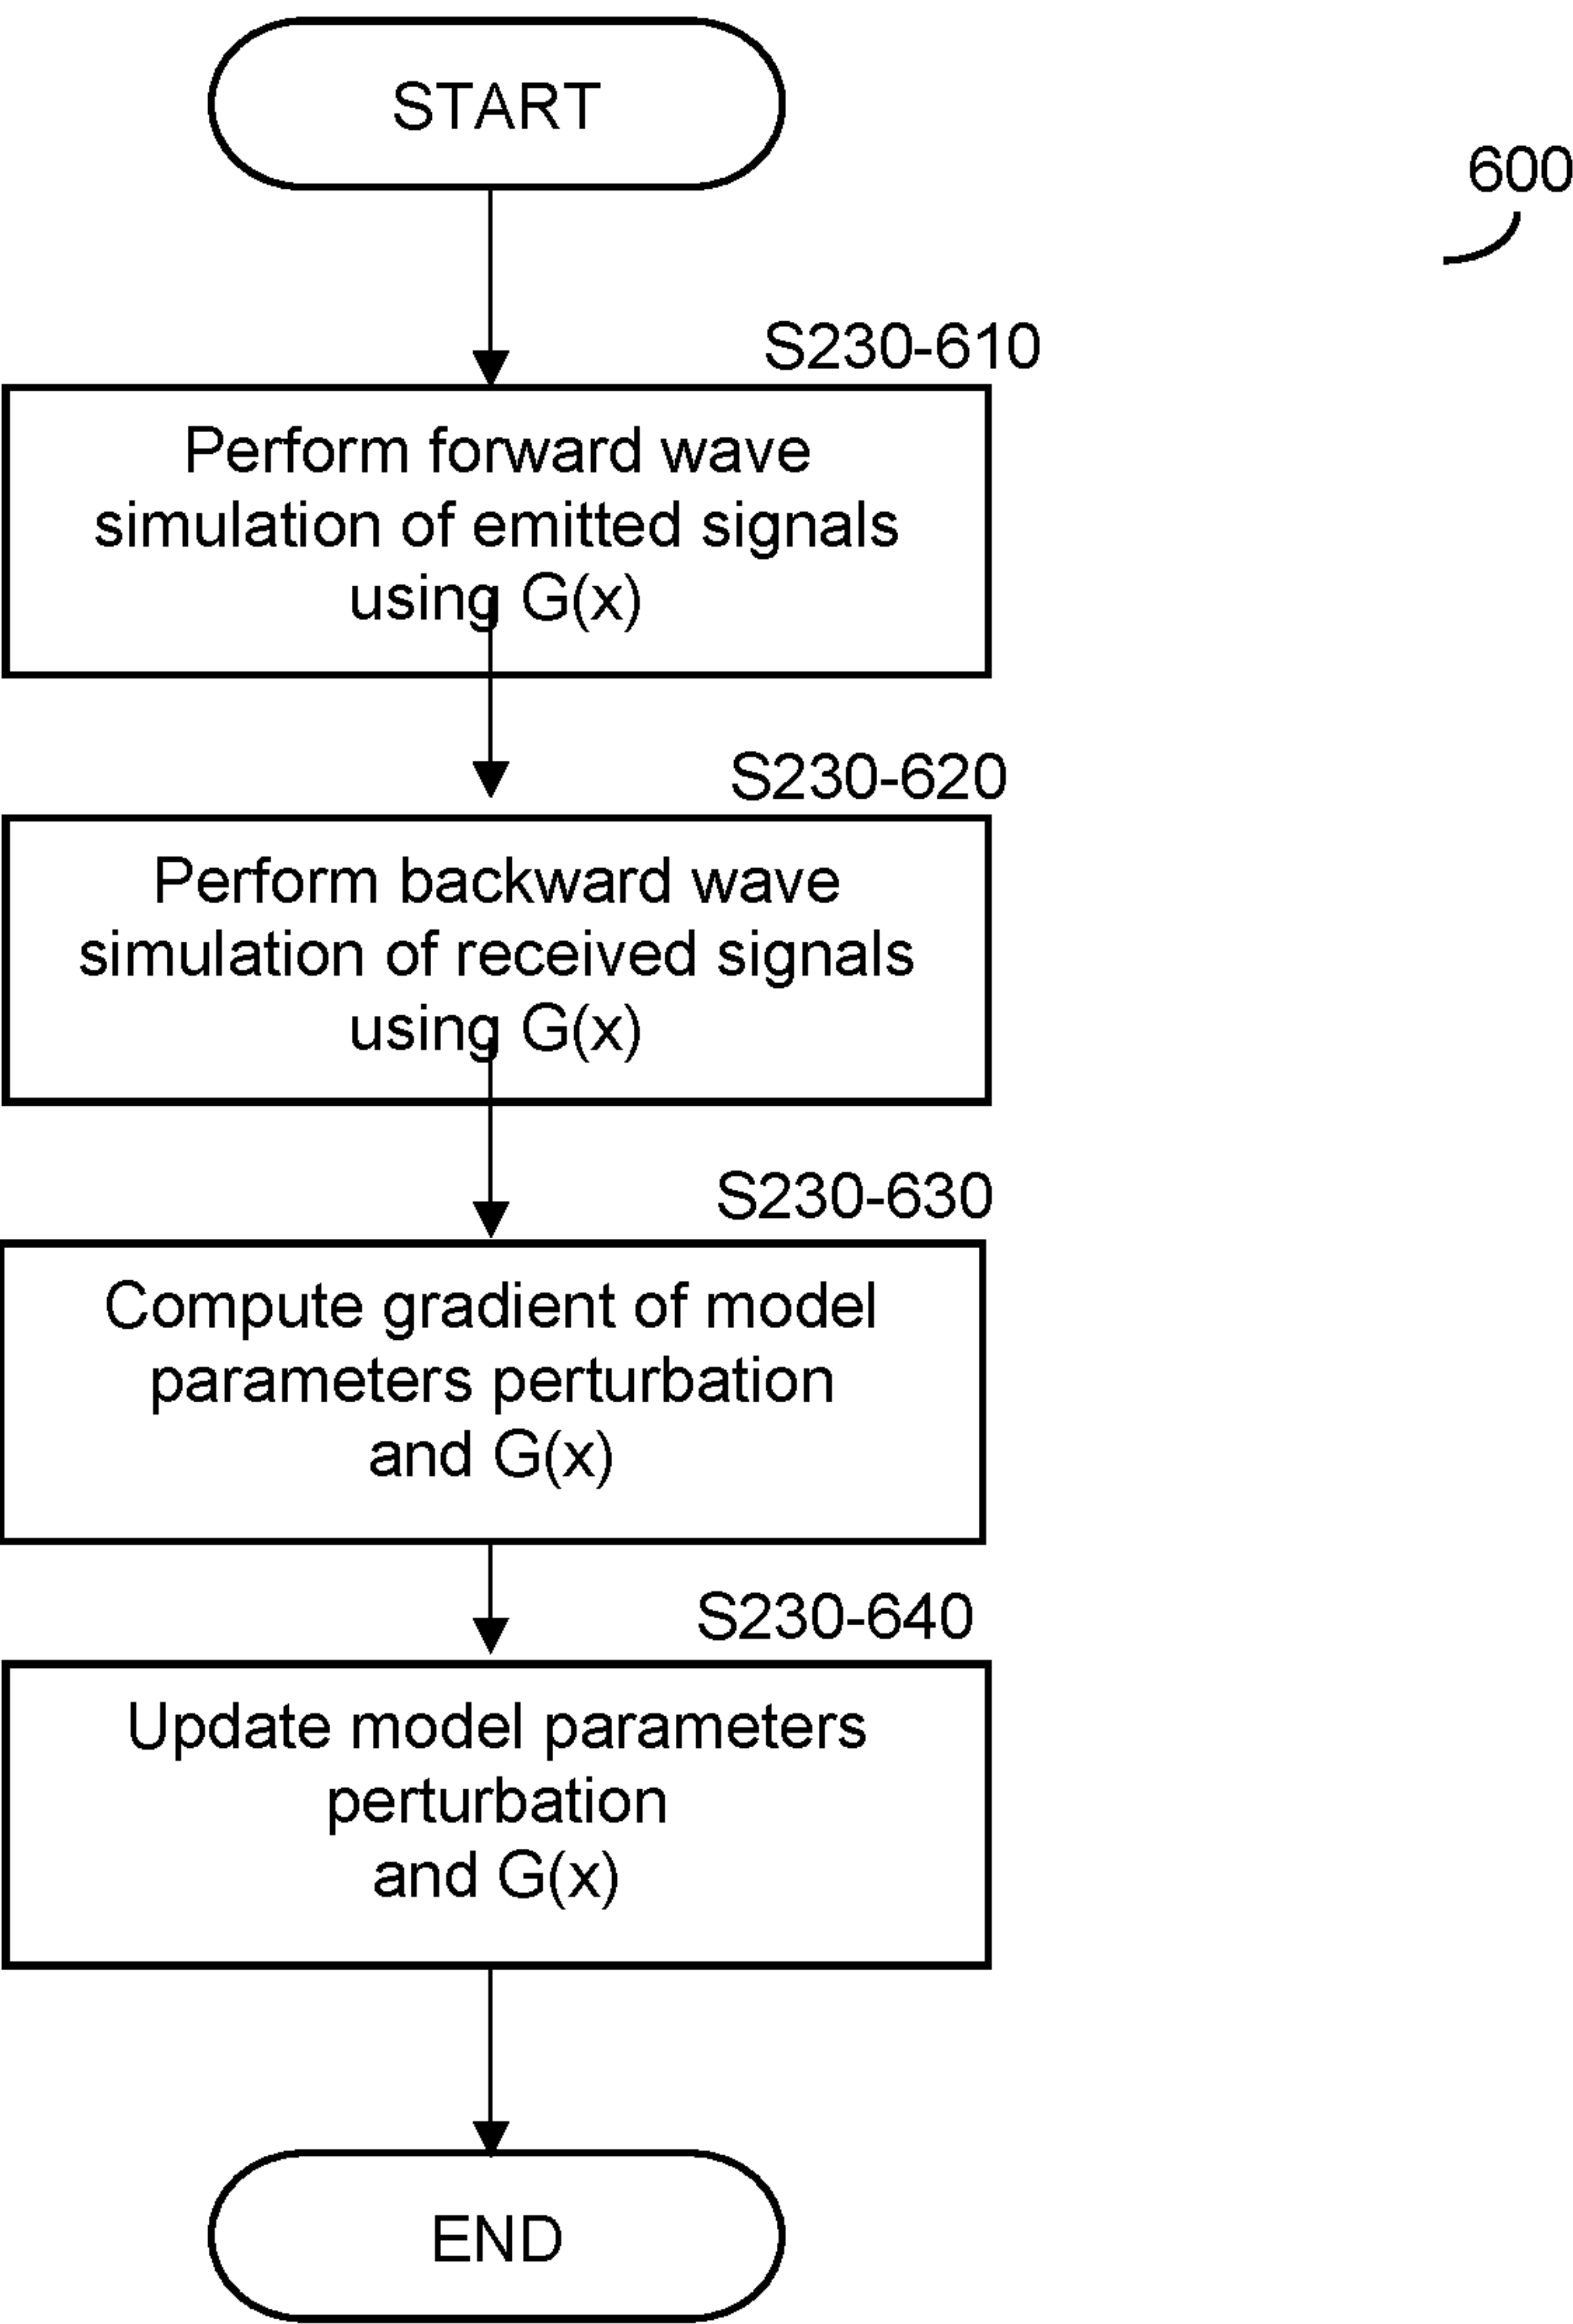 START
600
S230-610
Perform forward wave
simulation of emitted signals
using G(x)
S230-620
Perform backward wave
simulation of received signals
using G(x)
S230-630
Compute gradient of model
parameters perturbation
and G(x)
S230-640
Update model parameters
perturbation
and G(x)
END